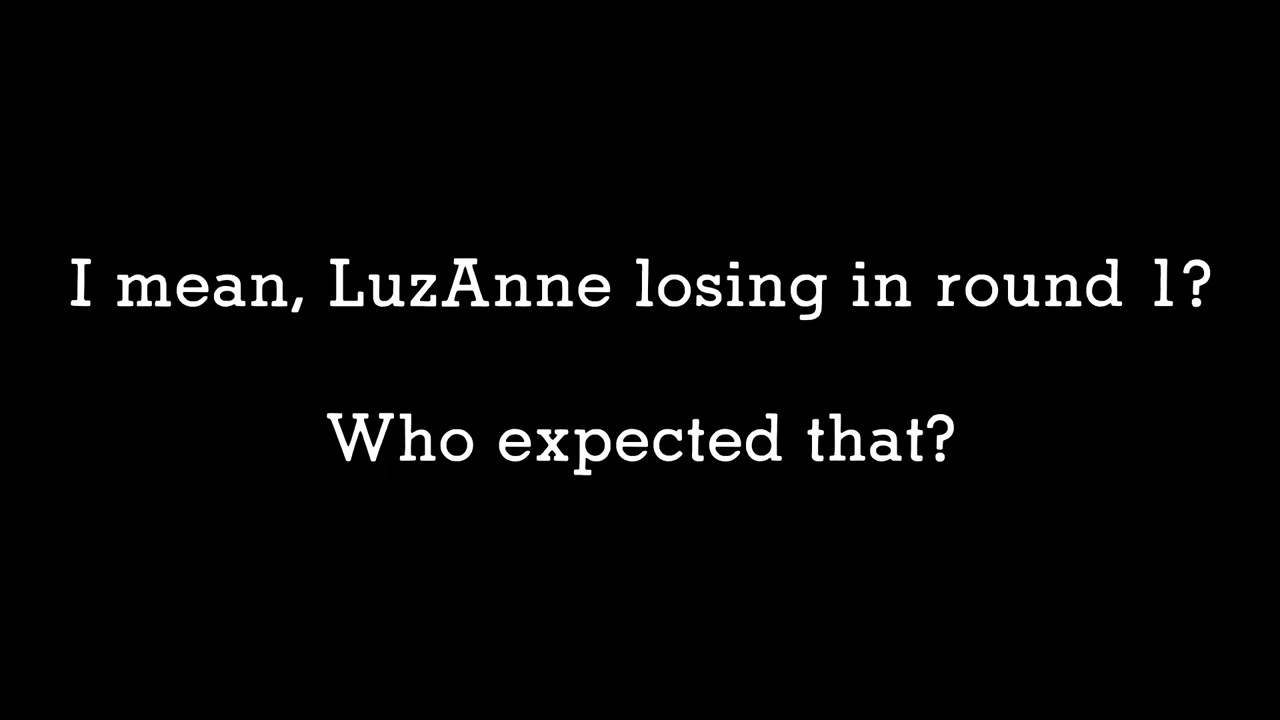 I mean, LuzAnne losing in round 1?
Who expected that?